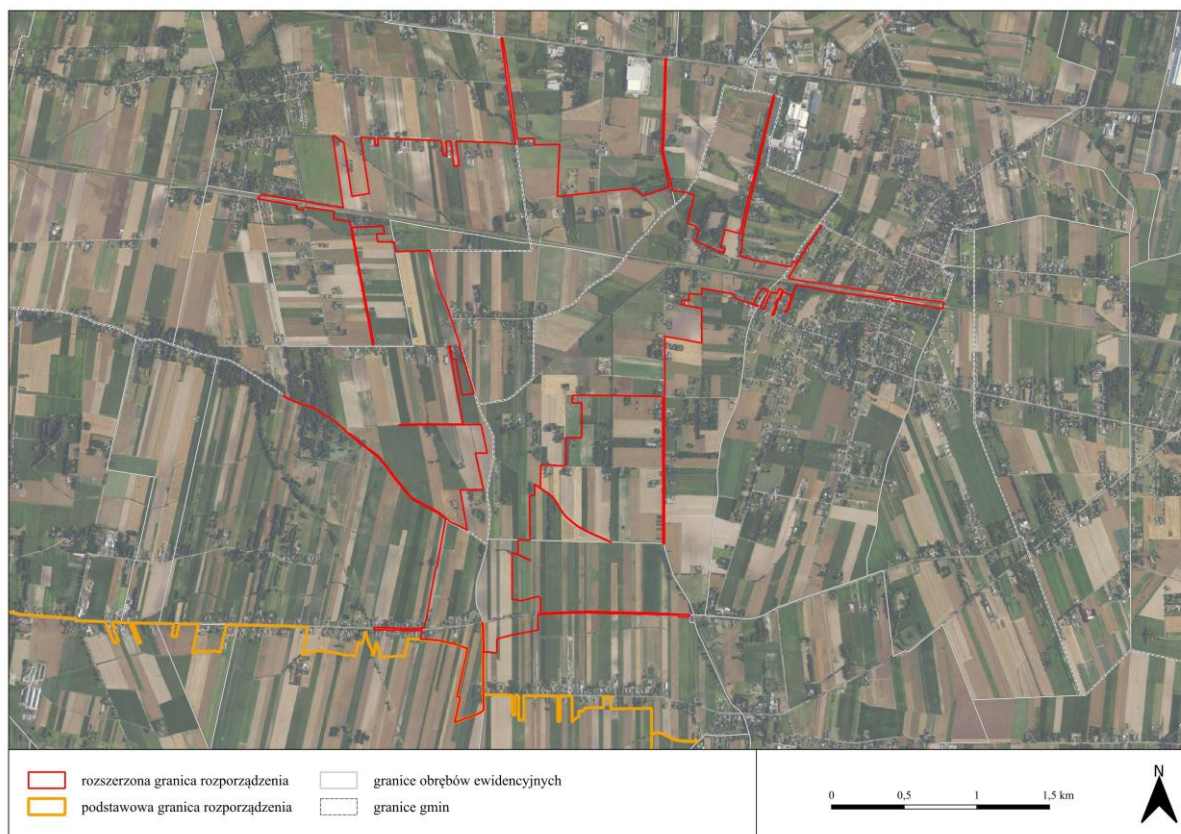 rozszerzona granica rozporządzenia
podstawowa granica rozporządzenia
granice obrębów ewidencyjnych
granice gmin
0 0,5 1 1,5 km
N